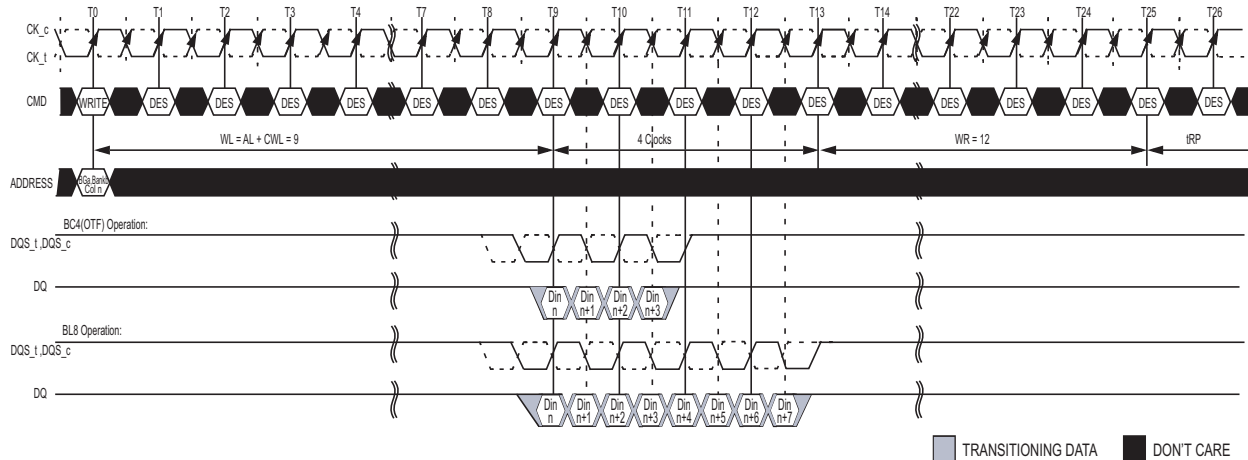 T0 T1 T2 T3 T4 T7 T8 T9 T10 T11 T12 T13 T14 T22 T23 T24 T25 T26
CK_c
CK_t
CMD WRITE DES DES DES DES DES DES DES DES DES DES DES DES DES DES DES DES DES
WL = AL + CWL = 9 4 Clocks WR = 12 tRP
ADDRESS BGa,Bankb
Col n
BC4(OTF) Operation:
DQS_t ,DQS_c
DQ Din n Din n+1 Din n+2 Din n+3
BL8 Operation:
DQS_t ,DQS_c
DQ Din n Din n+1 Din n+2 Din n+3 Din n+4 Din n+5 Din n+6 Din n+7
TRANSITIONING DATA DON'T CARE